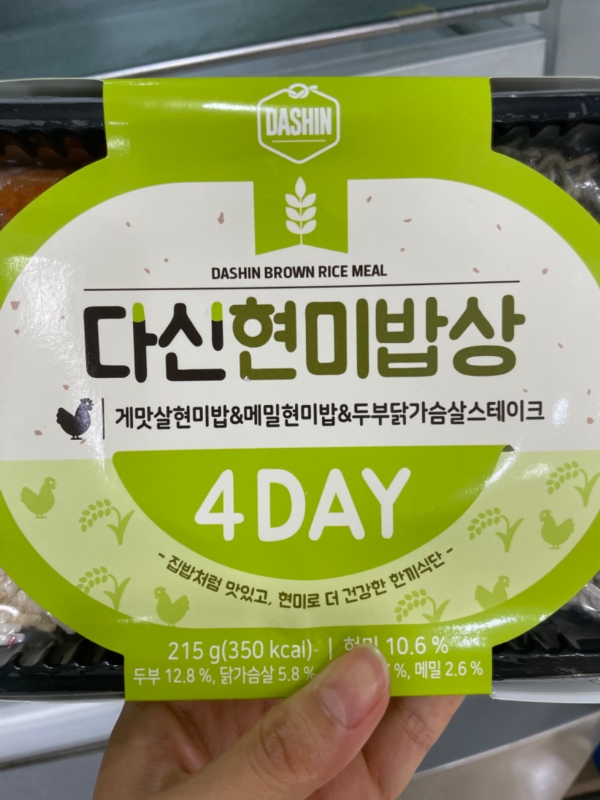 DASHIN
DASHIN BROWN RICE MEAL
다신현미밥상
게맛살현미밥&메밀현미밥&두부닭가슴살스테이크
4DAY
- 집밥처럼 맛있고, 현미로 더 건강한 한끼식단 -
215 g(350 kcal) | 현미 10.6 %
두부 12.8 %, 닭가슴살 5.8 %, 메밀 2.6 %